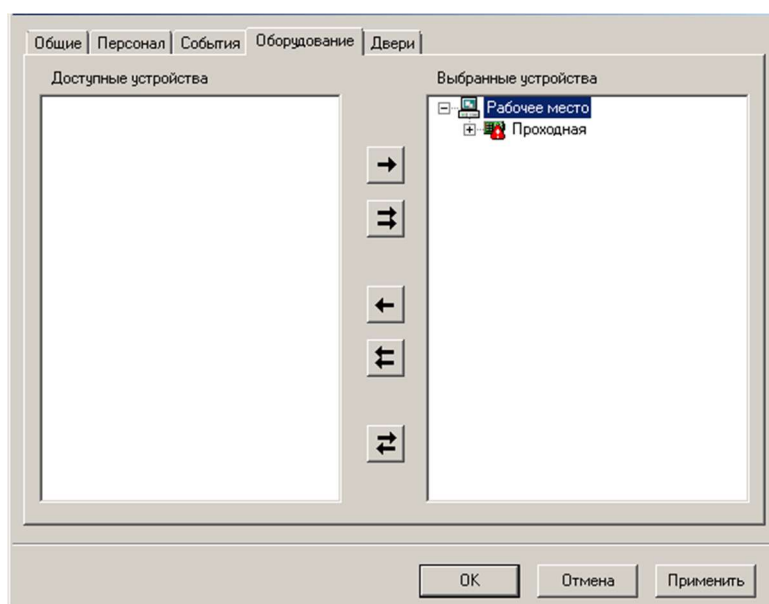 Общие Персонал События Оборудование Двери
Доступные устройства Выбранные устройства
Рабочее место
Проходная
OK Отмена Применить